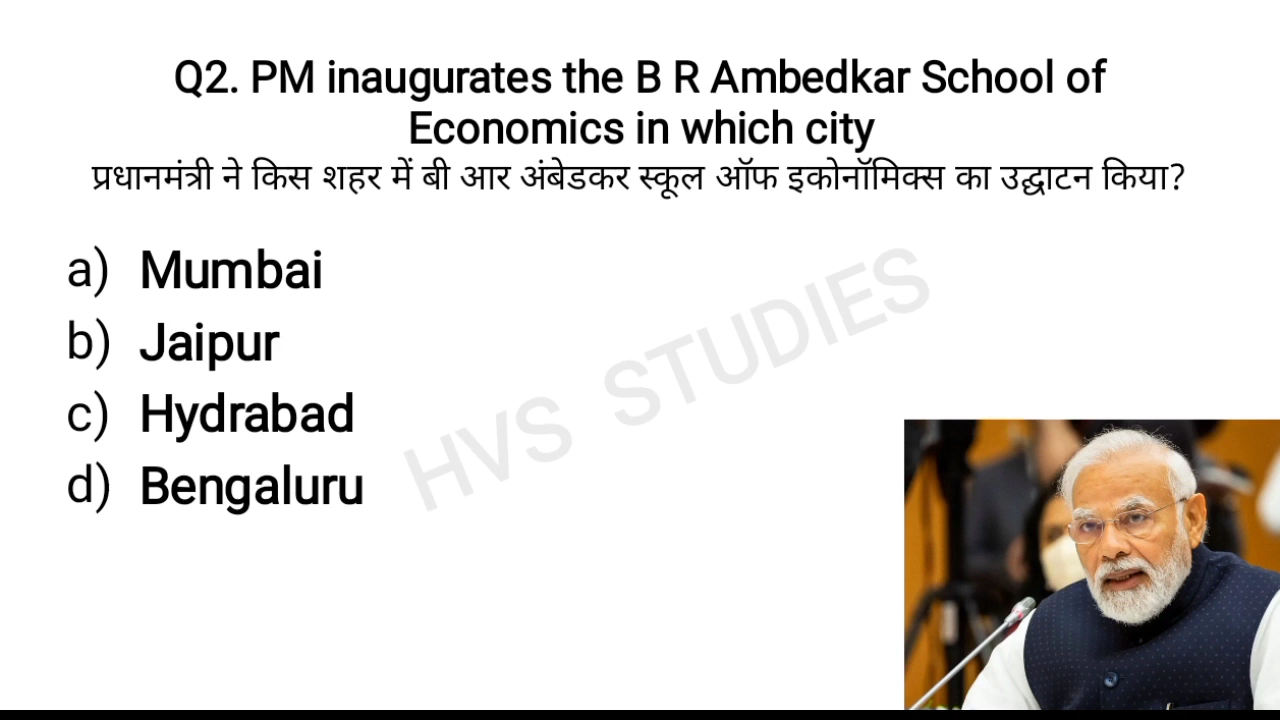 Q2. PM inaugurates the B R Ambedkar School of
Economics in which city
प्रधानमंत्री ने किस शहर में बी आर अंबेडकर स्कूल ऑफ इकोनॉमिक्स का उद्घाटन किया?
a) Mumbai
b) Jaipur
c) Hydrabad
d) Bengaluru
HVS STUDIES